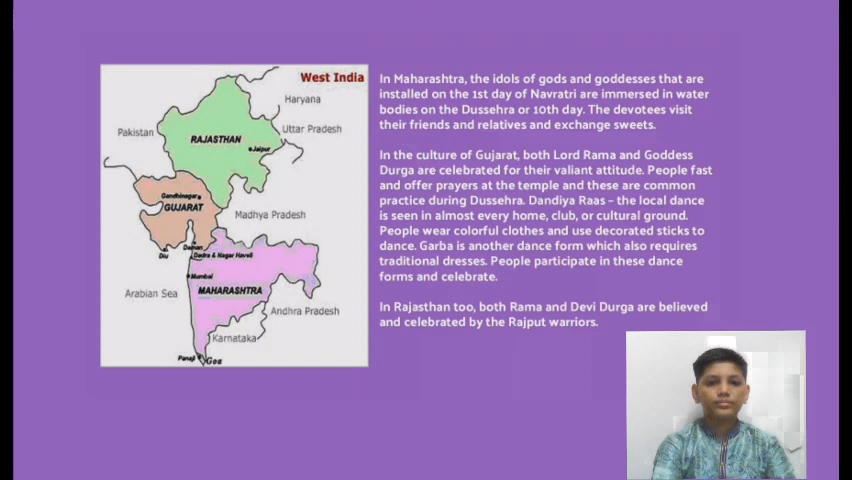 West India
Haryana
Pakistan
Uttar Pradesh
RAJASTHAN
Jaipur
Gandhinagar
GUJARAT
Madhya Pradesh
Daman
Diu
Dadra & Nagar Haveli
Mumbai
Arabian Sea
MAHARASHTRA
Andhra Pradesh
Karnataka
Panaji
Goa
In Maharashtra, the idols of gods and goddesses that are
installed on the 1st day of Navratri are immersed in water
bodies on the Dussehra or 10th day. The devotees visit
their friends and relatives and exchange sweets.
In the culture of Gujarat, both Lord Rama and Goddess
Durga are celebrated for their valiant attitude. People fast
and offer prayers at the temple and these are common
practice during Dussehra. Dandiya Raas – the local dance
is seen in almost every home, club, or cultural ground.
People wear colorful clothes and use decorated sticks to
dance. Garba is another dance form which also requires
traditional dresses. People participate in these dance
forms and celebrate.
In Rajasthan too, both Rama and Devi Durga are believed
and celebrated by the Rajput warriors.